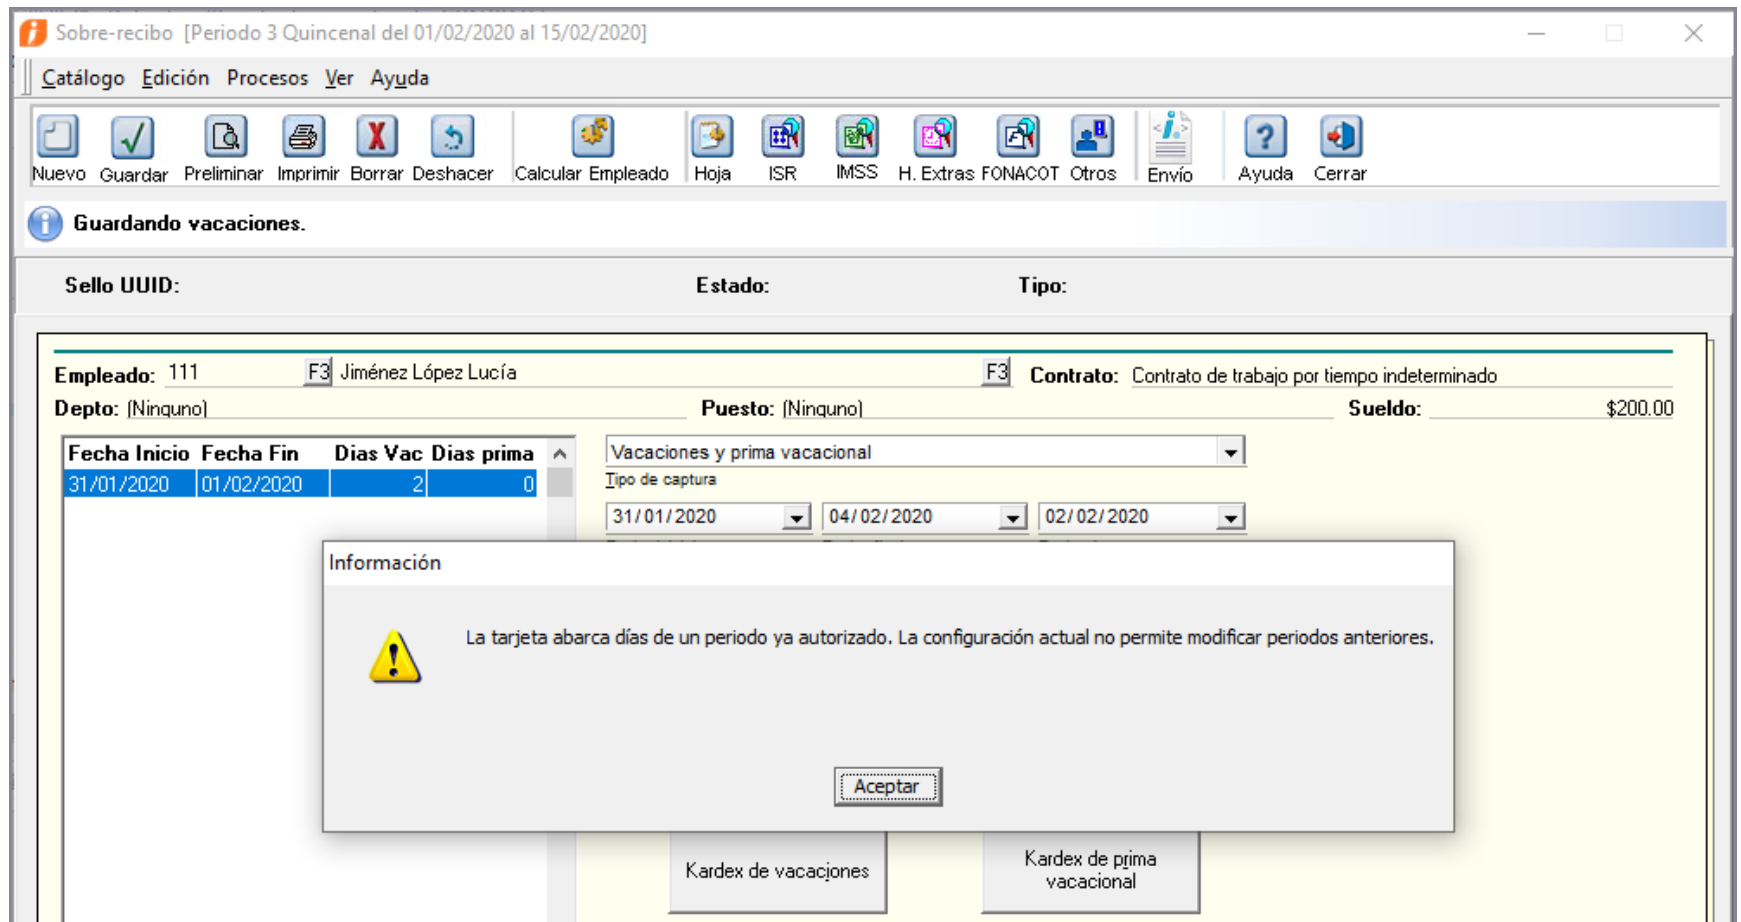 Sobre-recibo [Periodo 3 Quincenal del 01/02/2020 al 15/02/2020]
Catálogo Edición Procesos Ver Ayuda
Nuevo Guardar Preliminar Imprimir Borrar Deshacer Calcular Empleado Hoja ISR IMSS H. Extras FONACOT Otros Envío Ayuda Cerrar
Guardando vacaciones.
Sello UUID: Estado: Tipo:
Empleado: 111 F3 Jiménez López Lucía F3 Contrato: Contrato de trabajo por tiempo indeterminado
Depto: (Ninguno) Puesto: (Ninguno) Sueldo: $200.00
Fecha Inicio Fecha Fin Dias Vac Dias prima
31/01/2020 01/02/2020 2 0
Vacaciones y prima vacacional
Tipo de captura
31/01/2020 04/02/2020 02/02/2020
Información
La tarjeta abarca días de un periodo ya autorizado. La configuración actual no permite modificar periodos anteriores.
Aceptar
Kardex de vacaciones
Kardex de prima
vacacional